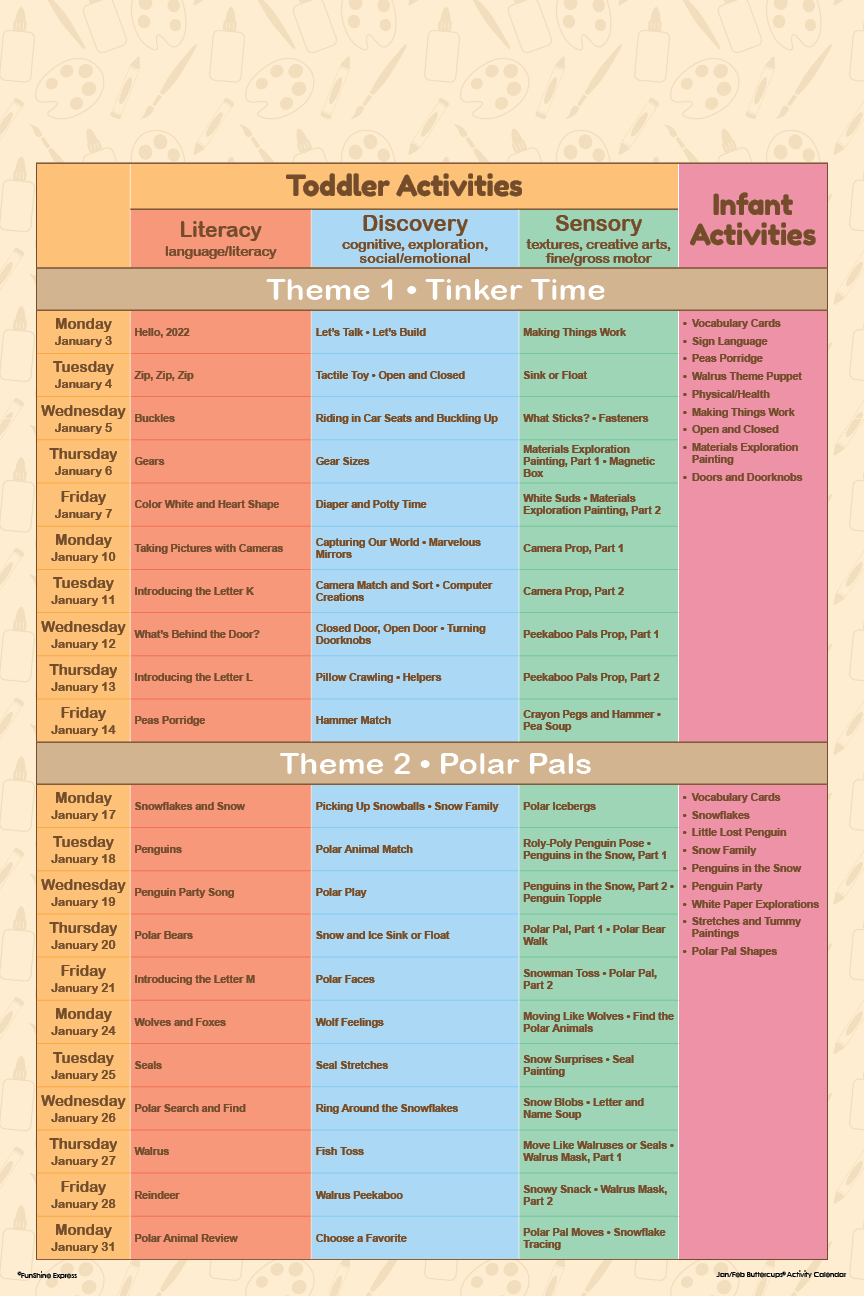 Toddler Activities
Infant
Activities
Literacy
language/literacy
Discovery
cognitive, exploration,
social/emotional
Sensory
textures, creative arts,
fine/gross motor
Theme 1 • Tinker Time
Monday
January 3
Hello, 2022
Let's Talk • Let's Build
Making Things Work
Tuesday
January 4
Zip, Zip, Zip
Tactile Toy • Open and Closed
Sink or Float
Wednesday
January 5
Buckles
Riding in Car Seats and Buckling Up
What Sticks? • Fasteners
Thursday
January 6
Gears
Gear Sizes
Materials Exploration
Painting, Part 1 • Magnetic
Box
Friday
January 7
Color White and Heart Shape
Diaper and Potty Time
White Suds • Materials
Exploration Painting, Part 2
Monday
January 10
Taking Pictures with Cameras
Capturing Our World • Marvelous
Mirrors
Camera Prop, Part 1
Tuesday
January 11
Introducing the Letter K
Camera Match and Sort • Computer
Creations
Camera Prop, Part 2
Wednesday
January 12
What's Behind the Door?
Closed Door, Open Door • Turning
Doorknobs
Peekaboo Pals Prop, Part 1
Thursday
January 13
Introducing the Letter L
Pillow Crawling • Helpers
Peekaboo Pals Prop, Part 2
Friday
January 14
Peas Porridge
Hammer Match
Crayon Pegs and Hammer •
Pea Soup
• Vocabulary Cards
• Sign Language
• Peas Porridge
• Walrus Theme Puppet
• Physical/Health
• Making Things Work
• Open and Closed
• Materials Exploration
Painting
• Doors and Doorknobs
Theme 2 • Polar Pals
Monday
January 17
Snowflakes and Snow
Picking Up Snowballs • Snow Family
Polar Icebergs
Tuesday
January 18
Penguins
Polar Animal Match
Roly-Poly Penguin Pose •
Penguins in the Snow, Part 1
Wednesday
January 19
Penguin Party Song
Polar Play
Penguins in the Snow, Part 2 •
Penguin Topple
Thursday
January 20
Polar Bears
Snow and Ice Sink or Float
Polar Pal, Part 1 • Polar Bear
Walk
Friday
January 21
Introducing the Letter M
Polar Faces
Snowman Toss • Polar Pal,
Part 2
Monday
January 24
Wolves and Foxes
Wolf Feelings
Moving Like Wolves • Find the
Polar Animals
Tuesday
January 25
Seals
Seal Stretches
Snow Surprises • Seal
Painting
Wednesday
January 26
Polar Search and Find
Ring Around the Snowflakes
Snow Blobs • Letter and
Name Soup
Thursday
January 27
Walrus
Fish Toss
Move Like Walruses or Seals •
Walrus Mask, Part 1
Friday
January 28
Reindeer
Walrus Peekaboo
Snowy Snack • Walrus Mask,
Part 2
Monday
January 31
Polar Animal Review
Choose a Favorite
Polar Pal Moves • Snowflake
Tracing
• Vocabulary Cards
• Snowflakes
• Little Lost Penguin
• Snow Family
• Penguins in the Snow
• Penguin Party
• White Paper Explorations
• Stretches and Tummy
Paintings
• Polar Pal Shapes
©FunShine Express
Jan/Feb Buttercups® Activity Calendar